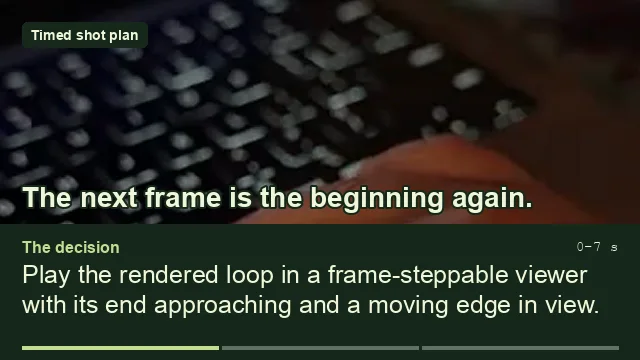 Timed shot plan
The next frame is the beginning again.
The decision
0–7 s
Play the rendered loop in a frame-steppable viewer
with its end approaching and a moving edge in view.